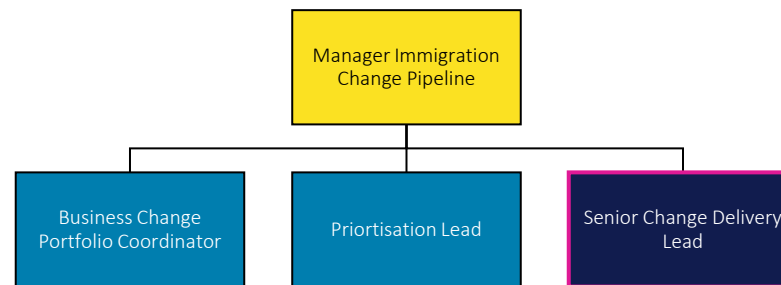 Manager Immigration
Change Pipeline
Business Change
Portfolio Coordinator
Priortisation Lead
Senior Change Delivery
Lead